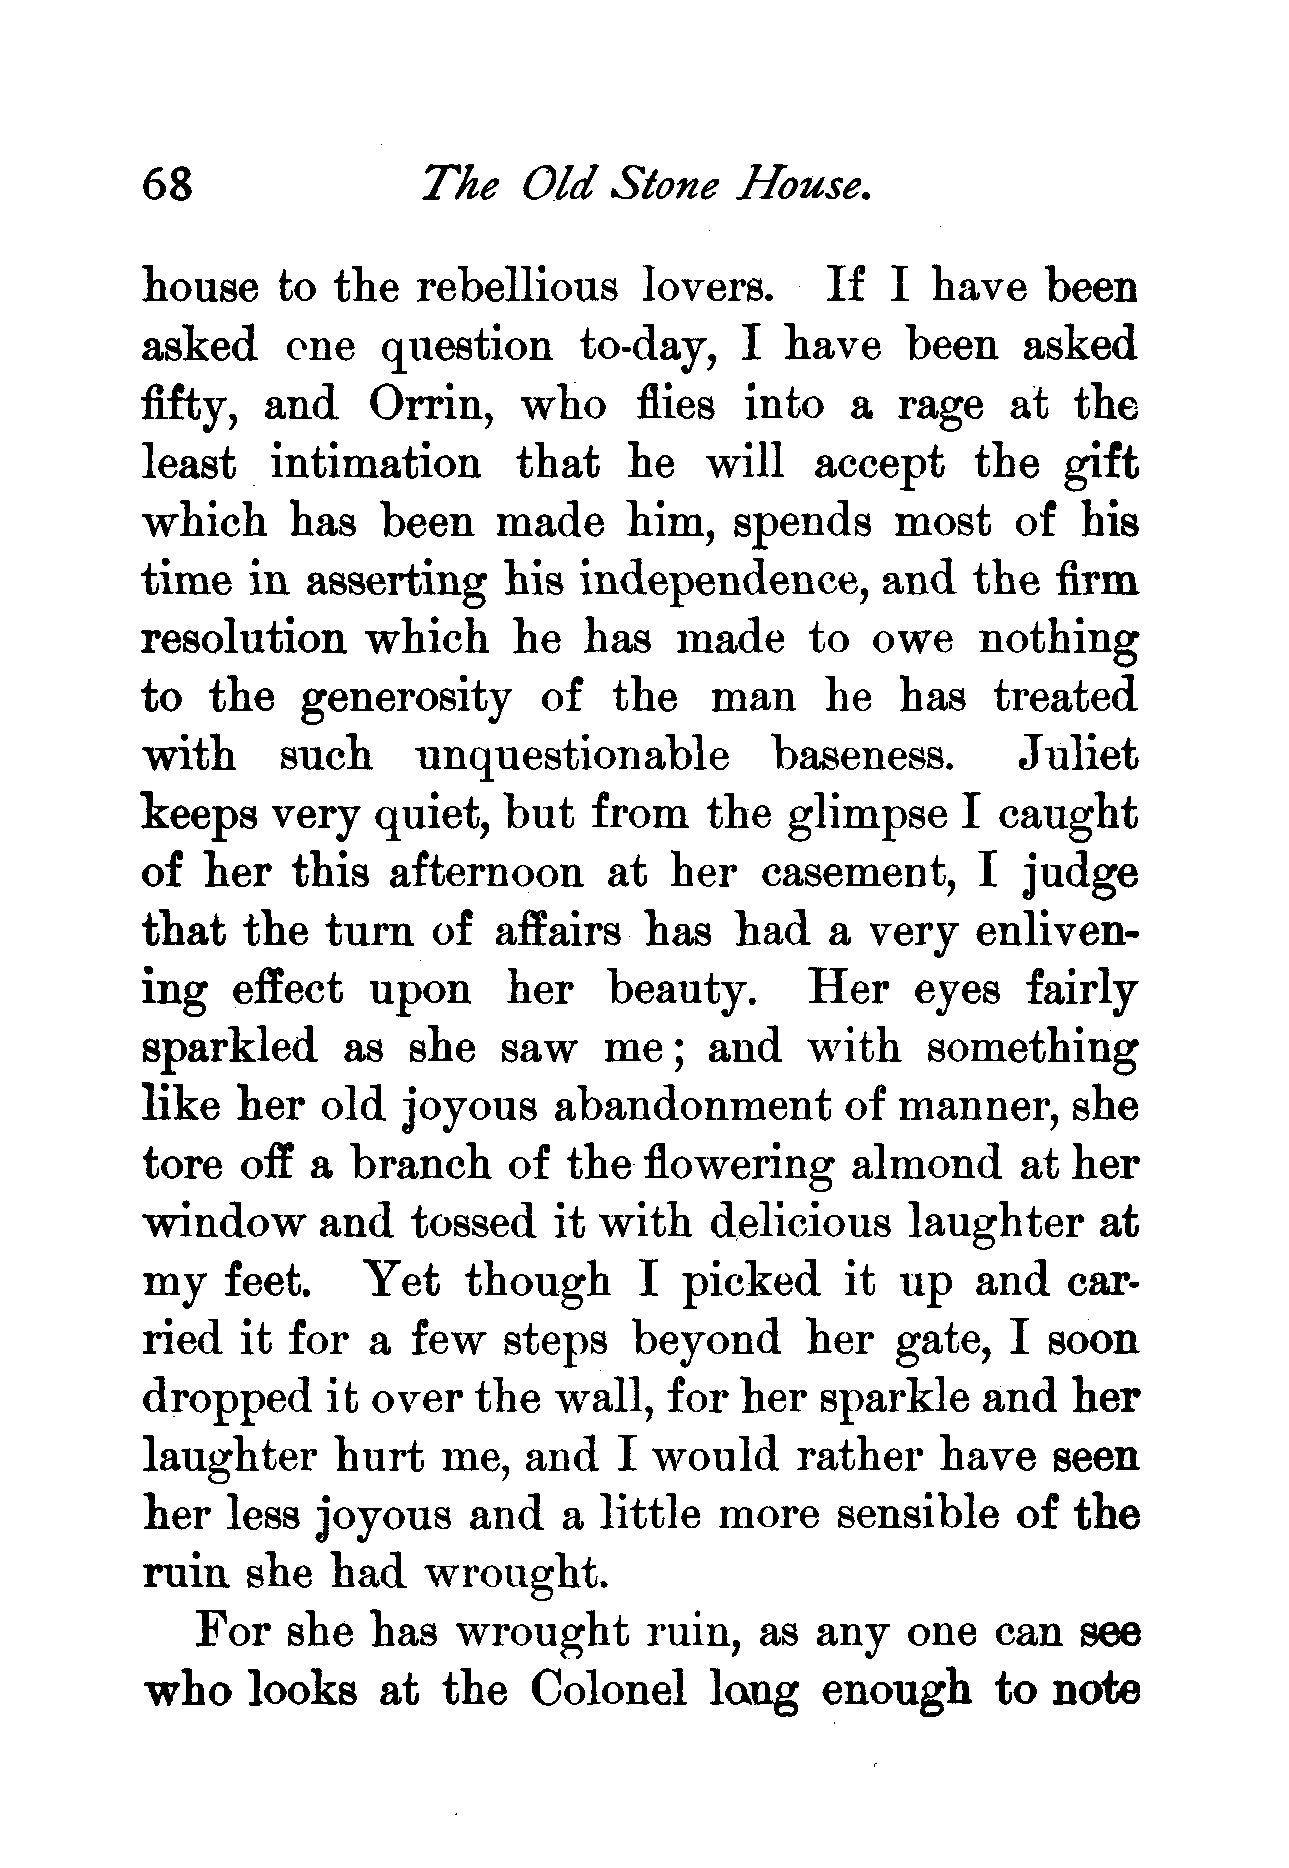 68 The Old Stone House.
house to the rebellious lovers. If I have been
asked one question to-day, I have been asked
fifty, and Orrin, who flies into a rage at the
least intimation that he will accept the gift
which has been made him, spends most of his
time in asserting his independence, and the firm
resolution which he has made to owe nothing
to the generosity of the man he has treated
with such unquestionable baseness. Juliet
keeps very quiet, but from the glimpse I caught
of her this afternoon at her casement, I judge
that the turn of affairs has had a very enliven-
ing effect upon her beauty. Her eyes fairly
sparkled as she saw me; and with something
like her old joyous abandonment of manner, she
tore off a branch of the flowering almond at her
window and tossed it with delicious laughter at
my feet. Yet though I picked it up and car-
ried it for a few steps beyond her gate, I soon
dropped it over the wall, for her sparkle and her
laughter hurt me, and I would rather have seen
her less joyous and a little more sensible of the
ruin she had wrought.
For she has wrought ruin, as any one can see
who looks at the Colonel long enough to note